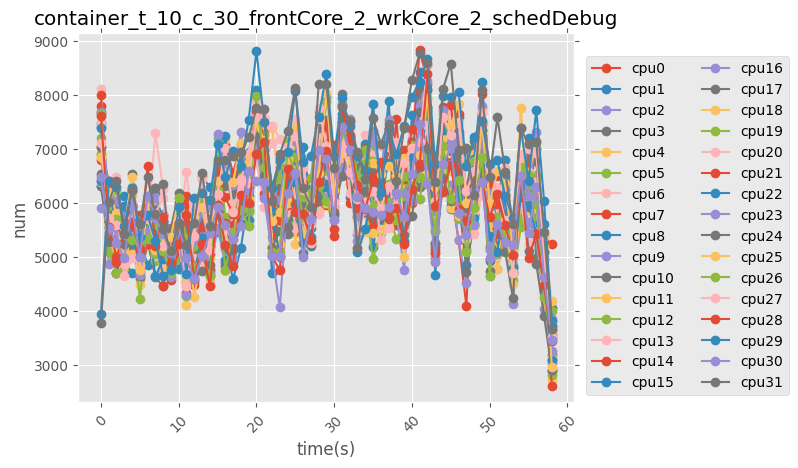 container_t_10_c_30_frontCore_2_wrkCore_2_schedDebug
num
9000
8000
7000
6000
5000
4000
3000
0
10
20
30
40
50
60
time(s)
cpu0
cpu1
cpu2
cpu3
cpu4
cpu5
cpu6
cpu7
cpu8
cpu9
cpu10
cpu11
cpu12
cpu13
cpu14
cpu15
cpu16
cpu17
cpu18
cpu19
cpu20
cpu21
cpu22
cpu23
cpu24
cpu25
cpu26
cpu27
cpu28
cpu29
cpu30
cpu31